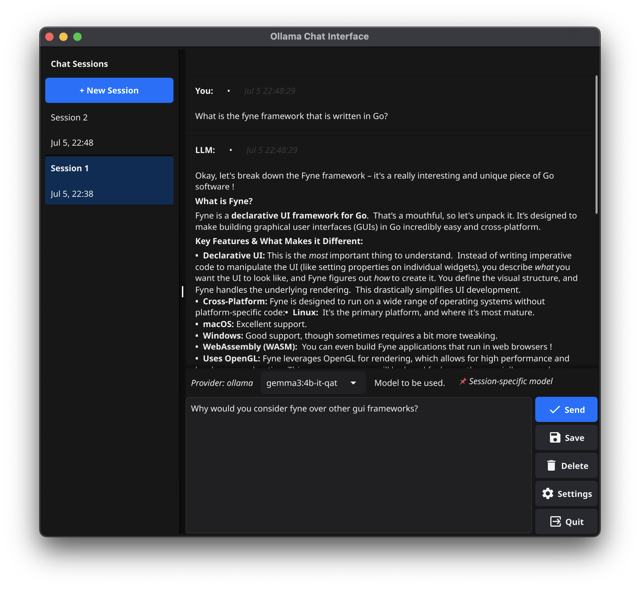 Ollama Chat Interface
Chat Sessions
+ New Session
Session 2
Jul 5, 22:48
Session 1
Jul 5, 22:38
You: • Jul 5 22:48:29
What is the fyne framework that is written in Go?
LLM: • Jul 5 22:48:29
Okay, let's break down the Fyne framework – it's a really interesting and unique piece of Go
software !
What is Fyne?
Fyne is a declarative UI framework for Go. That's a mouthful, so let's unpack it. It's designed to
make building graphical user interfaces (GUIs) in Go incredibly easy and cross-platform.
Key Features & What Makes it Different:
• Declarative UI: This is the most important thing to understand. Instead of writing imperative
code to manipulate the UI (like setting properties on individual widgets), you describe what you
want the UI to look like, and Fyne figures out how to create it. You define the visual structure, and
Fyne handles the underlying rendering. This drastically simplifies UI development.
• Cross-Platform: Fyne is designed to run on a wide range of operating systems without
platform-specific code:• Linux: It's the primary platform, and where it's most mature.
• macOS: Excellent support.
• Windows: Good support, though sometimes requires a bit more tweaking.
• WebAssembly (WASM): You can even build Fyne applications that run in web browsers !
• Uses OpenGL: Fyne leverages OpenGL for rendering, which allows for high performance and
Provider: ollama gemma3:4b-it-qat Model to be used. 📌 Session-specific model
Why would you consider fyne over other gui frameworks?
Send
Save
Delete
Settings
Quit